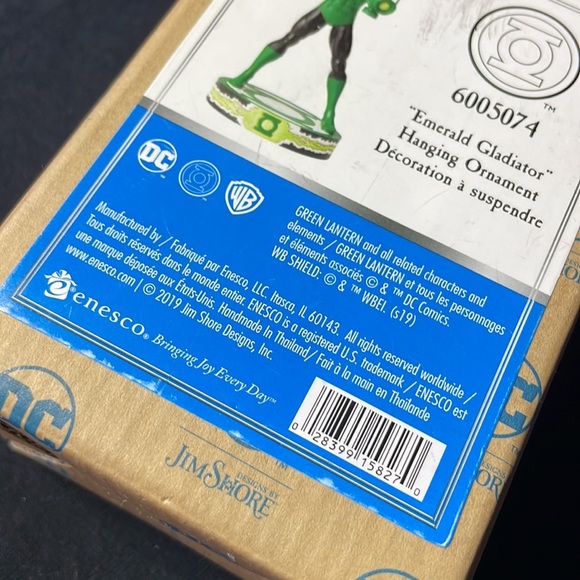 TM
6005074
"Emerald Gladiator"
Hanging Ornament
Décoration à suspendre
DC
WB
GREEN LANTERN and all related characters and
elements / GREEN LANTERN et tous les personnages
et éléments associés © & ™ DC Comics.
WB SHIELD: © & ™ WBEI. (s19)
Manufactured by / Fabriqué par Enesco, LLC, Itasca, IL 60143. All rights reserved worldwide /
Tous droits réservés dans le monde entier. ENESCO is a registered U.S. Trademark / ENESCO est
une marque déposée aux États-Unis. Handmade in Thailand/ Fait à la main en Thaïlande
www.enesco.com/ | © 2019 Jim Shore Designs, Inc.
enesco® Bringing Joy Every Day™
0 28399 15827 0
DC
DESIGNS BY
JIM SHORE